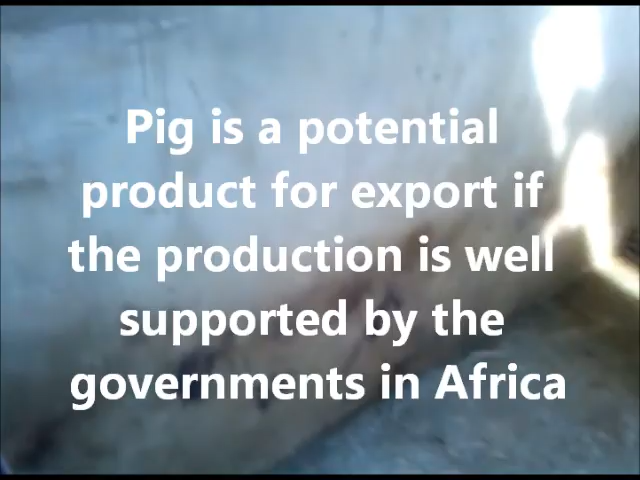 Pig is a potential
product for export if
the production is well
supported by the
governments in Africa